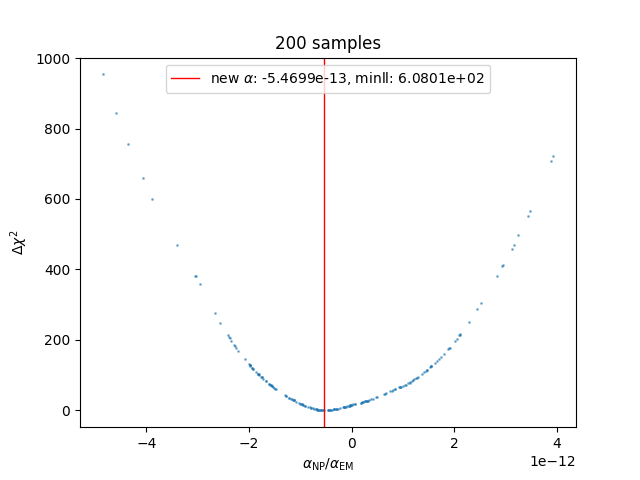 200 samples
new α: -5.4699e-13, minll: 6.0801e+02
1000
800
600
400
200
0
Δχ²
−4 −2 0 2 4
1e−12
α_NP/α_EM